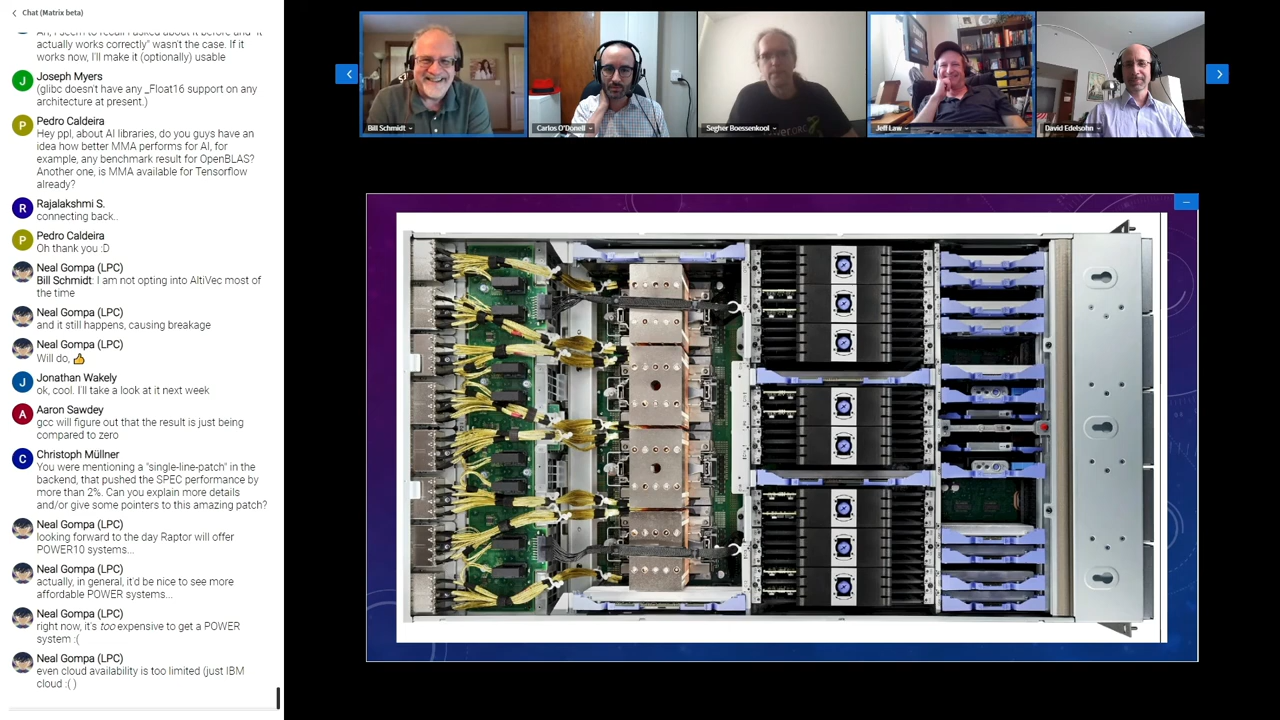 Chat (Matrix beta)
actually works correctly" wasn't the case. If it
works now, I'll make it (optionally) usable
J
Joseph Myers
(glibc doesn't have any _Float16 support on any
architecture at present.)
P
Pedro Caldeira
Hey ppl, about AI libraries, do you guys have an
idea how better MMA performs for AI, for
example, any benchmark result for OpenBLAS?
Another one, is MMA available for Tensorflow
already?
R
Rajalakshmi S.
connecting back..
P
Pedro Caldeira
Oh thank you :D
Neal Gompa (LPC)
Bill Schmidt: I am not opting into AltiVec most of
the time
Neal Gompa (LPC)
and it still happens, causing breakage
Neal Gompa (LPC)
Will do, 👍
J
Jonathan Wakely
ok, cool. I'll take a look at it next week
A
Aaron Sawdey
gcc will figure out that the result is just being
compared to zero
C
Christoph Müllner
You were mentioning a "single-line-patch" in the
backend, that pushed the SPEC performance by
more than 2%. Can you explain more details
and/or give some pointers to this amazing patch?
Neal Gompa (LPC)
looking forward to the day Raptor will offer
POWER10 systems...
Neal Gompa (LPC)
actually, in general, it'd be nice to see more
affordable POWER systems...
Neal Gompa (LPC)
right now, it's too expensive to get a POWER
system :(
Neal Gompa (LPC)
even cloud availability is too limited (just IBM
cloud :( )
Bill Schmidt
Carlos O'Donell
Segher Boessenkool
Jeff Law
David Edelsohn